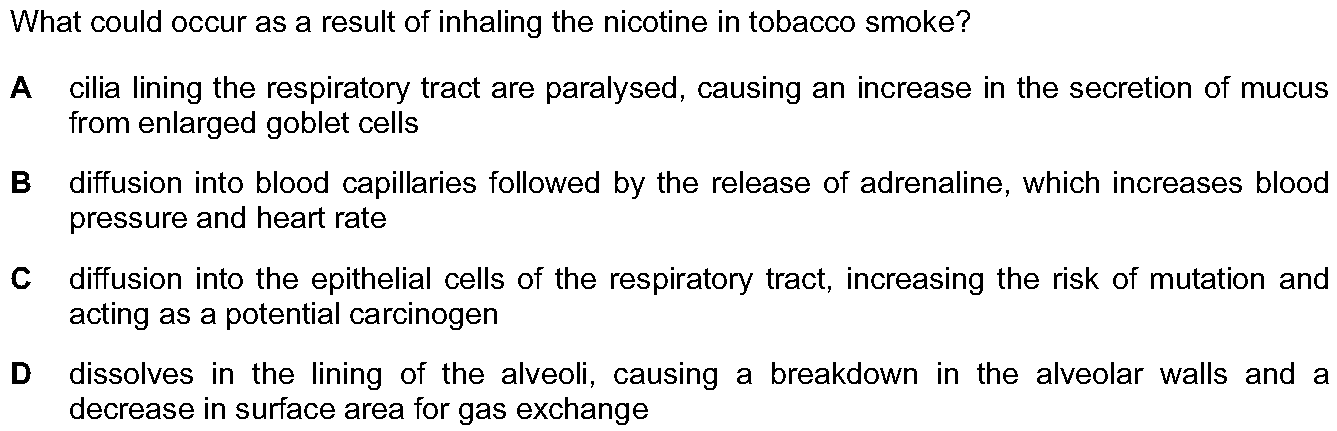 What could occur as a result of inhaling the nicotine in tobacco smoke?
A cilia lining the respiratory tract are paralysed, causing an increase in the secretion of mucus
from enlarged goblet cells
B diffusion into blood capillaries followed by the release of adrenaline, which increases blood
pressure and heart rate
C diffusion into the epithelial cells of the respiratory tract, increasing the risk of mutation and
acting as a potential carcinogen
D dissolves in the lining of the alveoli, causing a breakdown in the alveolar walls and a
decrease in surface area for gas exchange